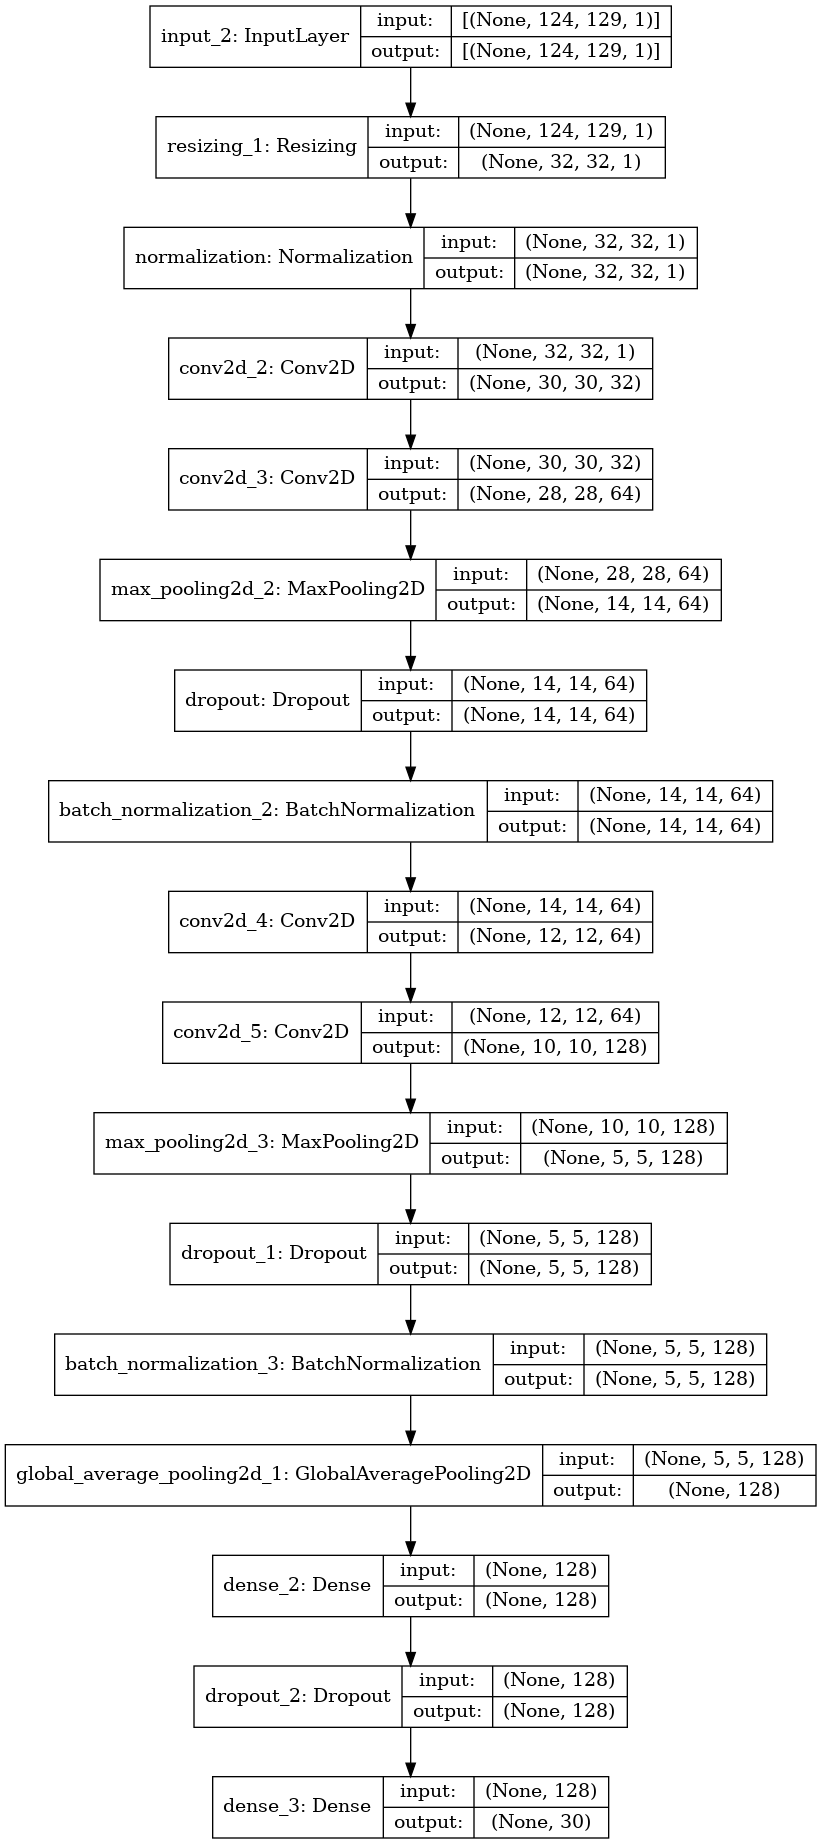 input_2: InputLayer
input: [(None, 124, 129, 1)]
output: [(None, 124, 129, 1)]
resizing_1: Resizing
input: (None, 124, 129, 1)
output: (None, 32, 32, 1)
normalization: Normalization
input: (None, 32, 32, 1)
output: (None, 32, 32, 1)
conv2d_2: Conv2D
input: (None, 32, 32, 1)
output: (None, 30, 30, 32)
conv2d_3: Conv2D
input: (None, 30, 30, 32)
output: (None, 28, 28, 64)
max_pooling2d_2: MaxPooling2D
input: (None, 28, 28, 64)
output: (None, 14, 14, 64)
dropout: Dropout
input: (None, 14, 14, 64)
output: (None, 14, 14, 64)
batch_normalization_2: BatchNormalization
input: (None, 14, 14, 64)
output: (None, 14, 14, 64)
conv2d_4: Conv2D
input: (None, 14, 14, 64)
output: (None, 12, 12, 64)
conv2d_5: Conv2D
input: (None, 12, 12, 64)
output: (None, 10, 10, 128)
max_pooling2d_3: MaxPooling2D
input: (None, 10, 10, 128)
output: (None, 5, 5, 128)
dropout_1: Dropout
input: (None, 5, 5, 128)
output: (None, 5, 5, 128)
batch_normalization_3: BatchNormalization
input: (None, 5, 5, 128)
output: (None, 5, 5, 128)
global_average_pooling2d_1: GlobalAveragePooling2D
input: (None, 5, 5, 128)
output: (None, 128)
dense_2: Dense
input: (None, 128)
output: (None, 128)
dropout_2: Dropout
input: (None, 128)
output: (None, 128)
dense_3: Dense
input: (None, 128)
output: (None, 30)